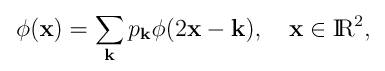 ϕ(x) = ∑_k p_k ϕ(2x − k), x ∈ ℝ²,